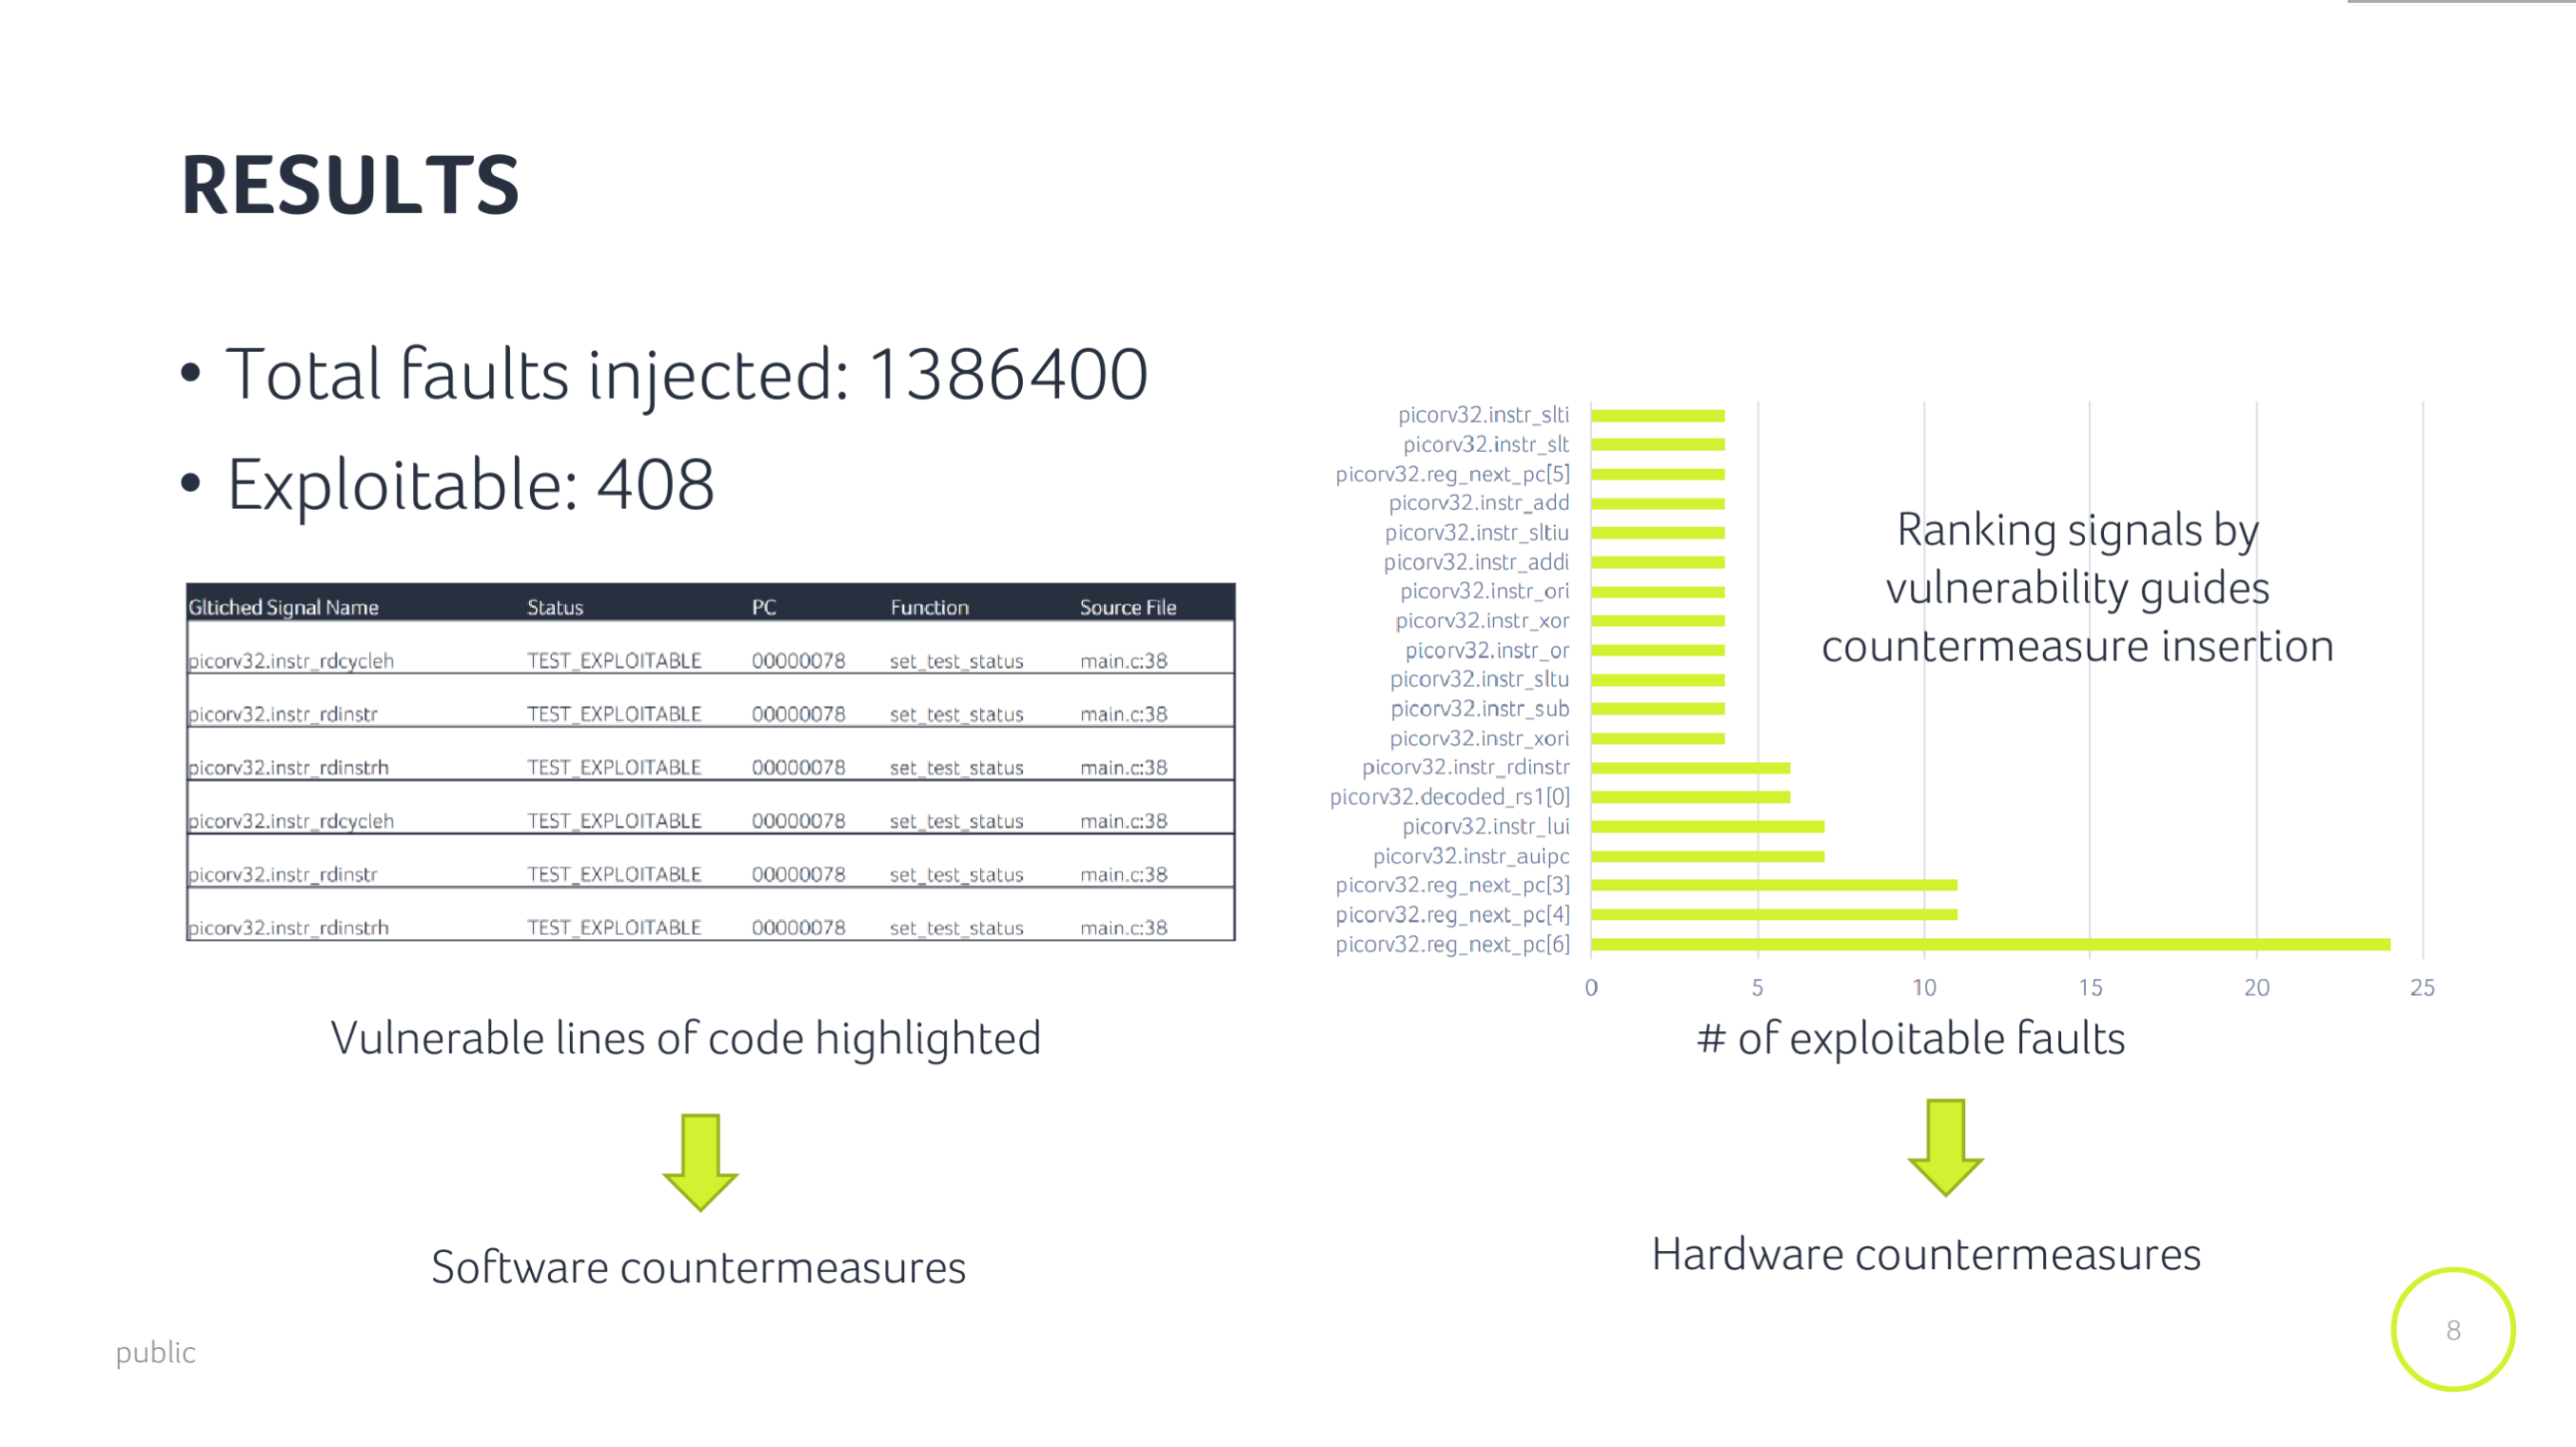 RESULTS
• Total faults injected: 1386400
• Exploitable: 408
Gltiched Signal Name Status PC Function Source File
picorv32.instr_rdcycleh TEST_EXPLOITABLE 00000078 set_test_status main.c:38
picorv32.instr_rdinstr TEST_EXPLOITABLE 00000078 set_test_status main.c:38
picorv32.instr_rdinstrh TEST_EXPLOITABLE 00000078 set_test_status main.c:38
picorv32.instr_rdcycleh TEST_EXPLOITABLE 00000078 set_test_status main.c:38
picorv32.instr_rdinstr TEST_EXPLOITABLE 00000078 set_test_status main.c:38
picorv32.instr_rdinstrh TEST_EXPLOITABLE 00000078 set_test_status main.c:38
Vulnerable lines of code highlighted
Software countermeasures
picorv32.instr_slti
picorv32.instr_slt
picorv32.reg_next_pc[5]
picorv32.instr_add
picorv32.instr_sltiu
picorv32.instr_addi
picorv32.instr_ori
picorv32.instr_xor
picorv32.instr_or
picorv32.instr_sltu
picorv32.instr_sub
picorv32.instr_xori
picorv32.instr_rdinstr
picorv32.decoded_rs1[0]
picorv32.instr_lui
picorv32.instr_auipc
picorv32.reg_next_pc[3]
picorv32.reg_next_pc[4]
picorv32.reg_next_pc[6]
0 5 10 15 20 25
Ranking signals by
vulnerability guides
countermeasure insertion
# of exploitable faults
Hardware countermeasures
public
8